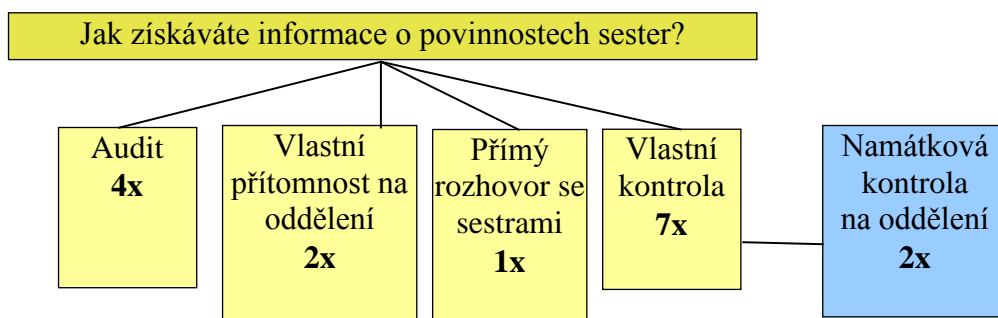 Jak získáváte informace o povinnostech sester?
Audit
4x
Vlastní
přítomnost na
oddělení
2x
Přímý
rozhovor se
sestrami
1x
Vlastní
kontrola
7x
Namátková
kontrola
na oddělení
2x